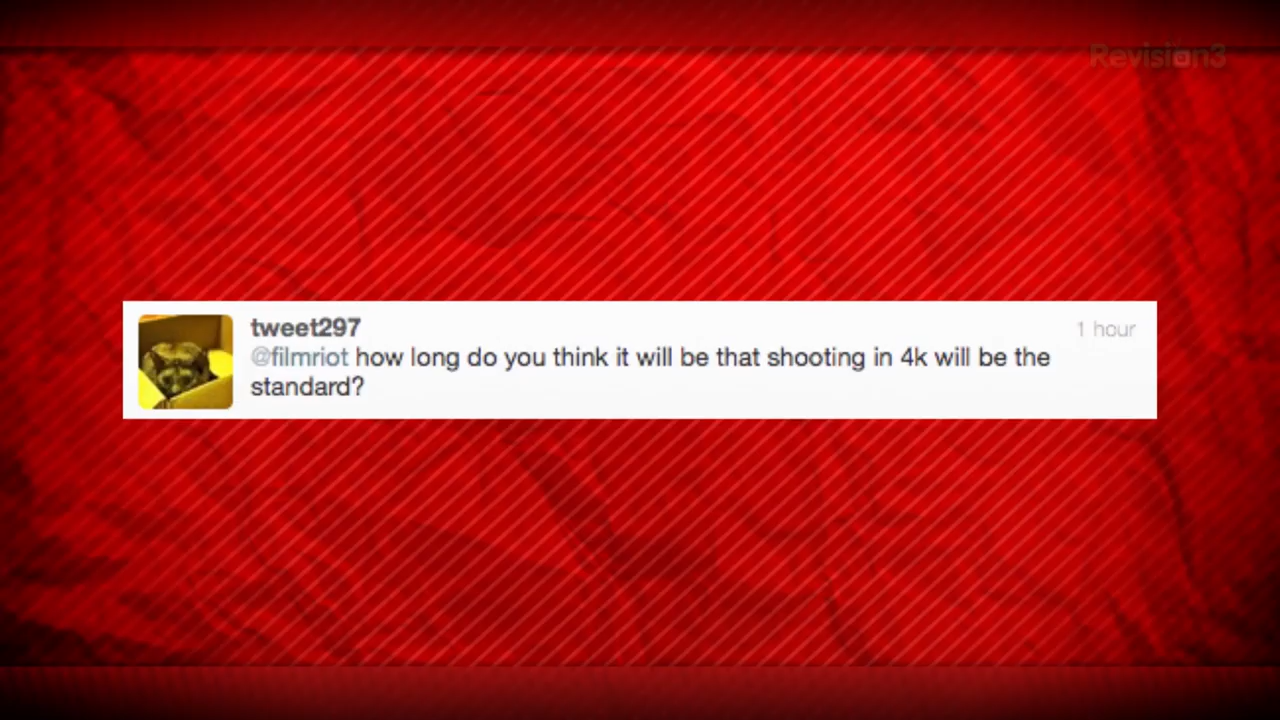 Revision3
tweet297
1 hour
@filmriot how long do you think it will be that shooting in 4k will be the
standard?